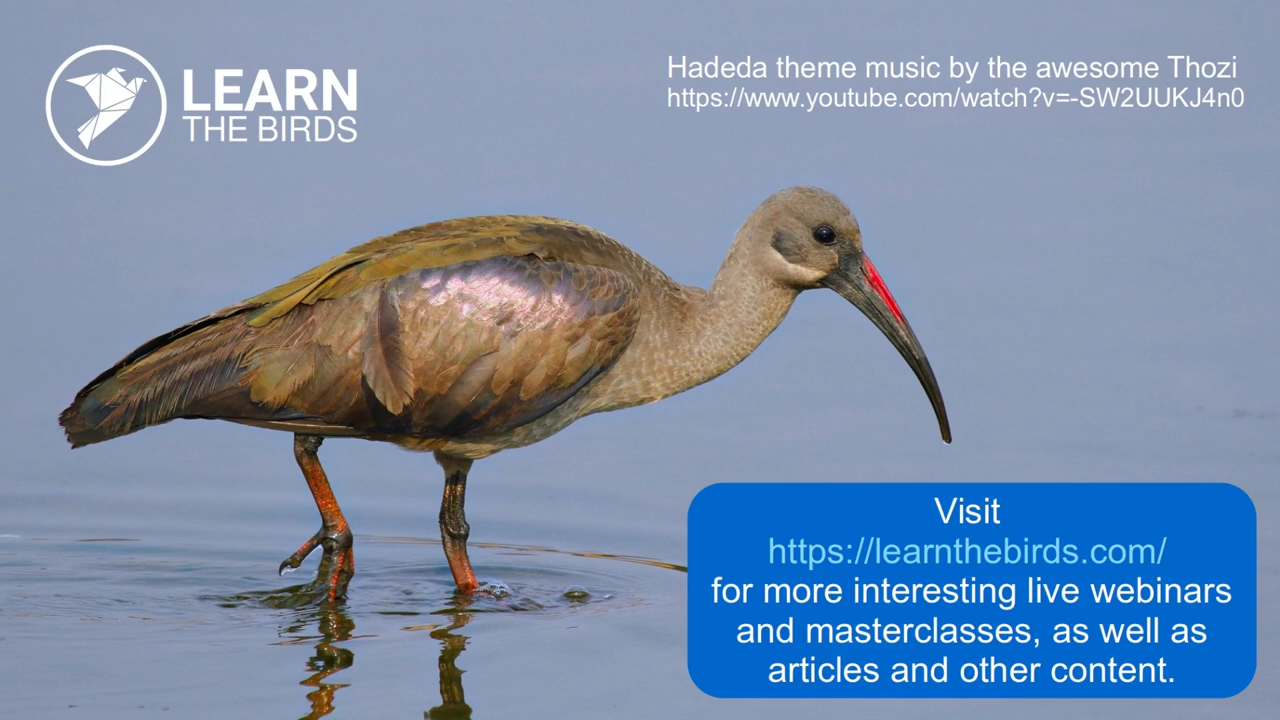 LEARN
THE BIRDS
Hadeda theme music by the awesome Thozi
https://www.youtube.com/watch?v=-SW2UUKJ4n0
Visit
https://learnthebirds.com/
for more interesting live webinars
and masterclasses, as well as
articles and other content.